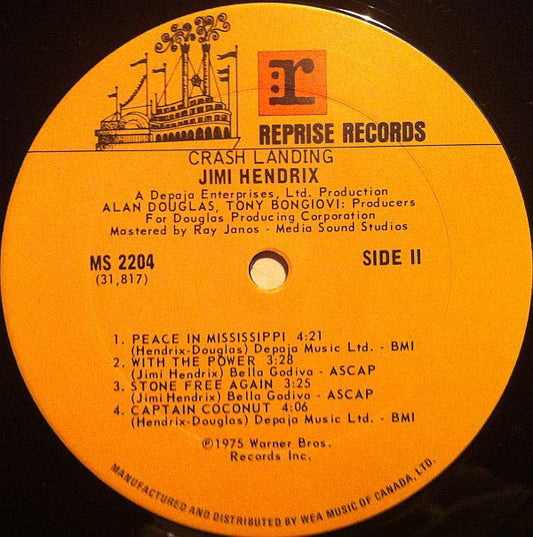 r
REPRISE RECORDS
CRASH LANDING
JIMI HENDRIX
A Depaja Enterprises, Ltd. Production
ALAN DOUGLAS, TONY BONGIOVI: Producers
For Douglas Producing Corporation
Mastered by Ray Janos - Media Sound Studios
MS 2204 SIDE II
(31,817)
1. PEACE IN MISSISSIPPI 4:21
(Hendrix-Douglas) Depaja Music Ltd. - BMI
2. WITH THE POWER 3:28
(Jimi Hendrix) Bella Godiva - ASCAP
3. STONE FREE AGAIN 3:25
(Jimi Hendrix) Bella Godiva - ASCAP
4. CAPTAIN COCONUT 4:06
(Hendrix-Douglas) Depaja Music Ltd. - BMI
℗1975 Warner Bros.
Records Inc.
MANUFACTURED AND DISTRIBUTED BY WEA MUSIC OF CANADA, LTD.